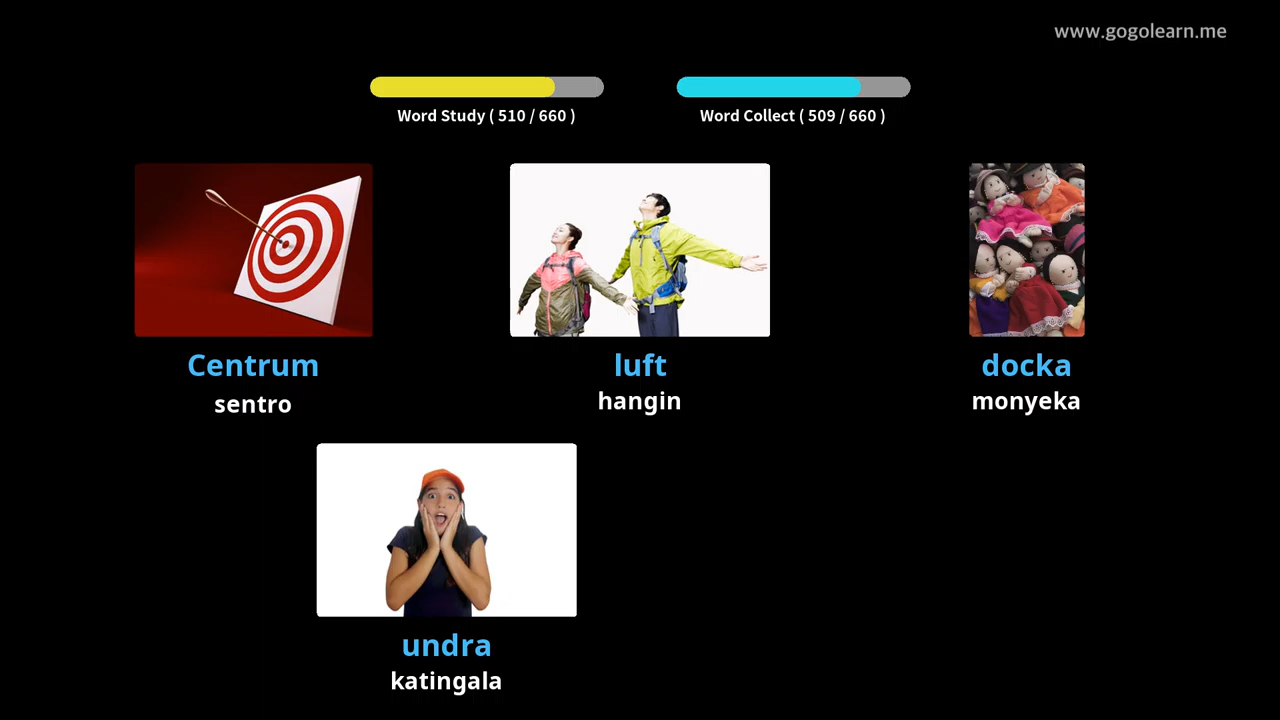 www.gogolearn.me
Word Study ( 510 / 660 )
Word Collect ( 509 / 660 )
Centrum
sentro
luft
hangin
docka
monyeka
undra
katingala